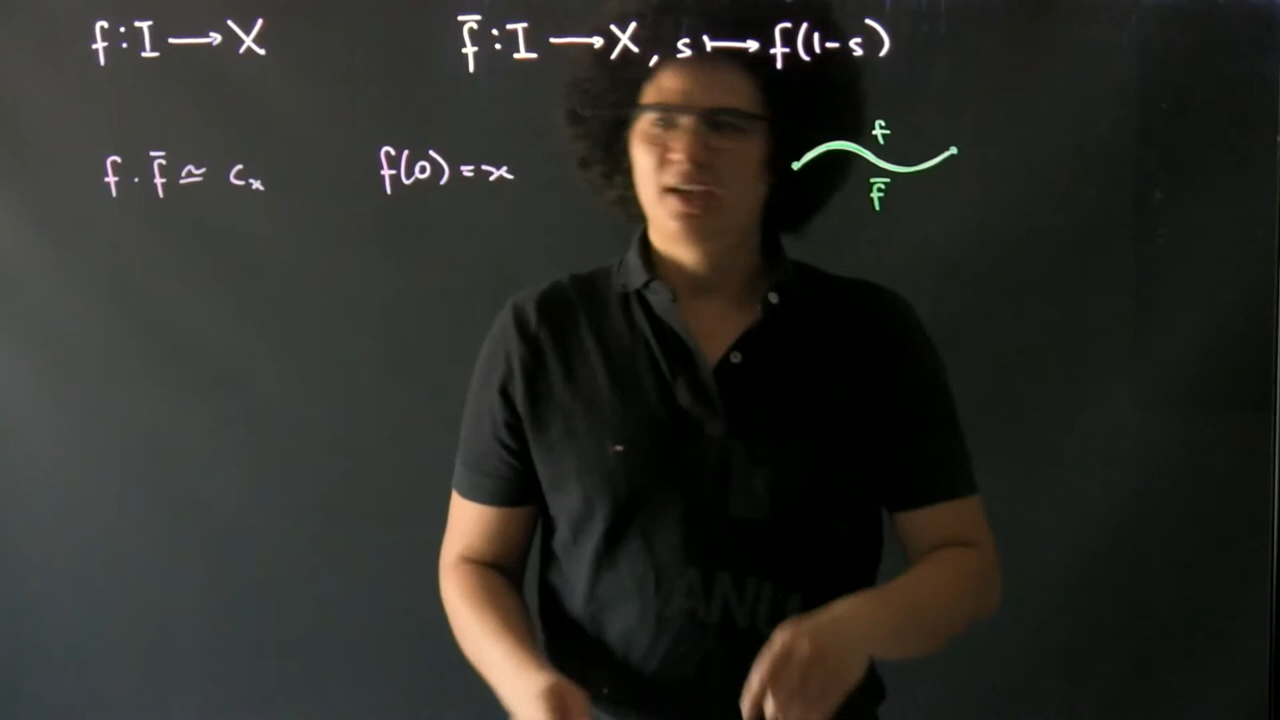 f : I ⟶ X    f̄ : I ⟶ X, s ⟼ f(1-s)
f · f̄ ≃ cₓ    f(0) = x
f
f̄